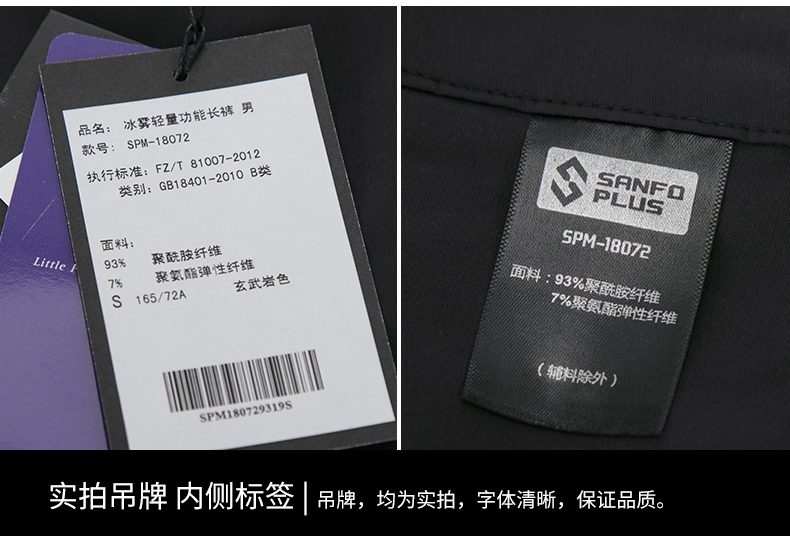 品名: 冰雾轻量功能长裤 男
款号: SPM-18072
执行标准: FZ/T 81007-2012
类别: GB18401-2010 B类
面料:
93% 聚酰胺纤维
7% 聚氨酯弹性纤维
S 165/72A 玄武岩色
SPM180729319S
Little
SANFO
PLUS
SPM-18072
面料：93%聚酰胺纤维
7%聚氨酯弹性纤维
（辅料除外）
实拍吊牌 内侧标签 | 吊牌，均为实拍，字体清晰，保证品质。